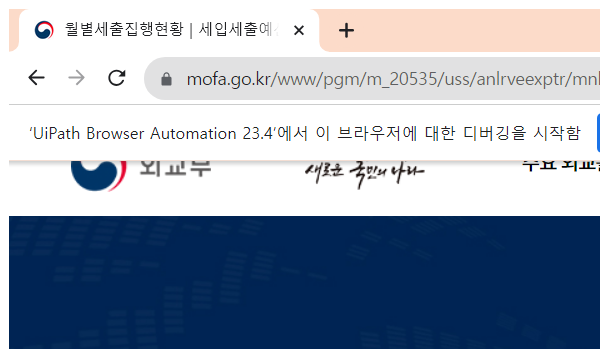 월별세출집행현황 | 세입세출예
mofa.go.kr/www/pgm/m_20535/uss/anlrveexptr/mnl
'UiPath Browser Automation 23.4'에서 이 브라우저에 대한 디버깅을 시작함
외교부 새로운 국민의 나라 주요 외교